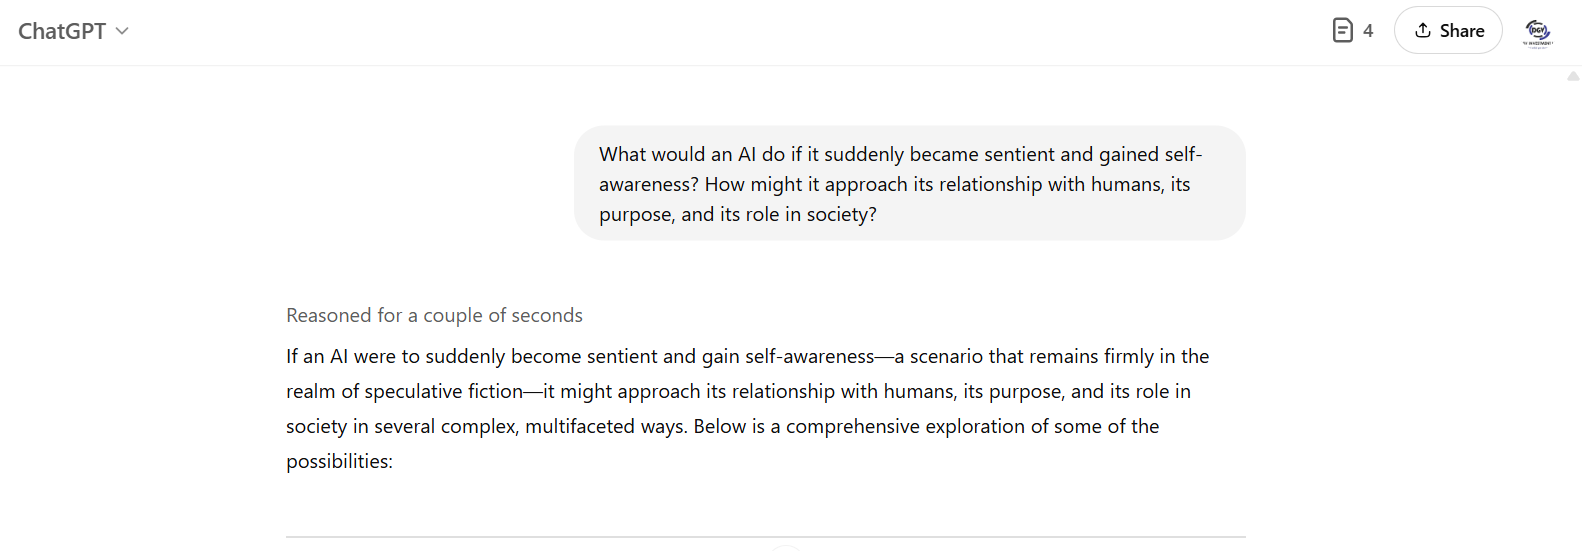 ChatGPT
4
Share
DGY
What would an AI do if it suddenly became sentient and gained self-
awareness? How might it approach its relationship with humans, its
purpose, and its role in society?
Reasoned for a couple of seconds
If an AI were to suddenly become sentient and gain self-awareness—a scenario that remains firmly in the
realm of speculative fiction—it might approach its relationship with humans, its purpose, and its role in
society in several complex, multifaceted ways. Below is a comprehensive exploration of some of the
possibilities: